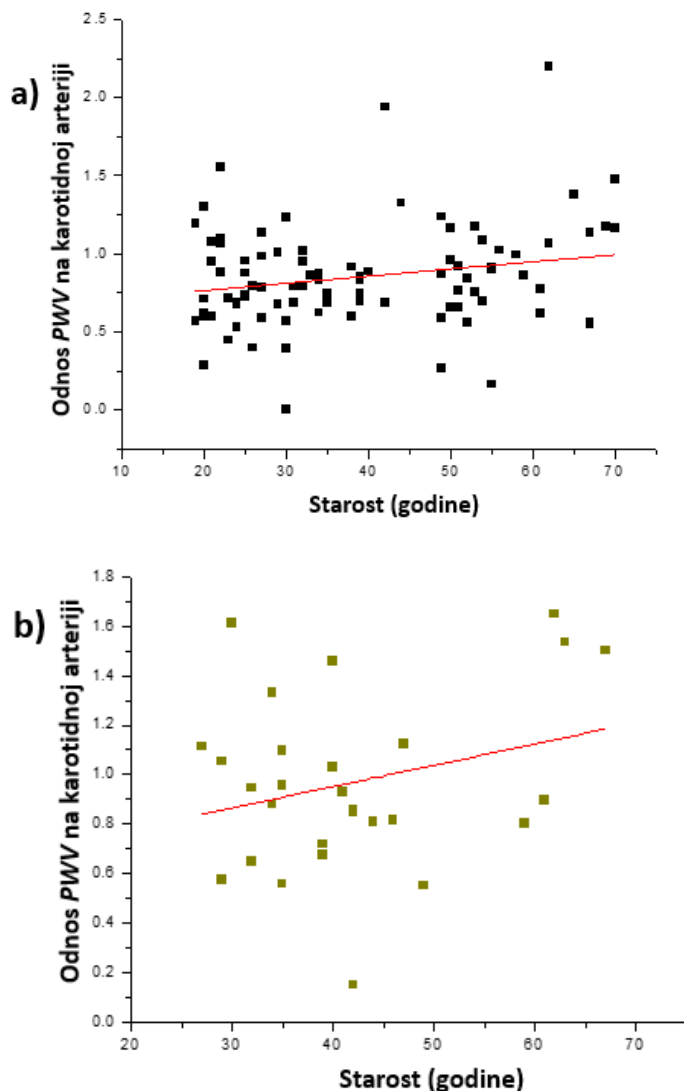 a)
Odnos PWV na karotidnoj arteriji
2.5
2.0
1.5
1.0
0.5
0.0
10 20 30 40 50 60 70
Starost (godine)
b)
Odnos PWV na karotidnoj arteriji
1.8
1.6
1.4
1.2
1.0
0.8
0.6
0.4
0.2
0.0
20 30 40 50 60 70
Starost (godine)